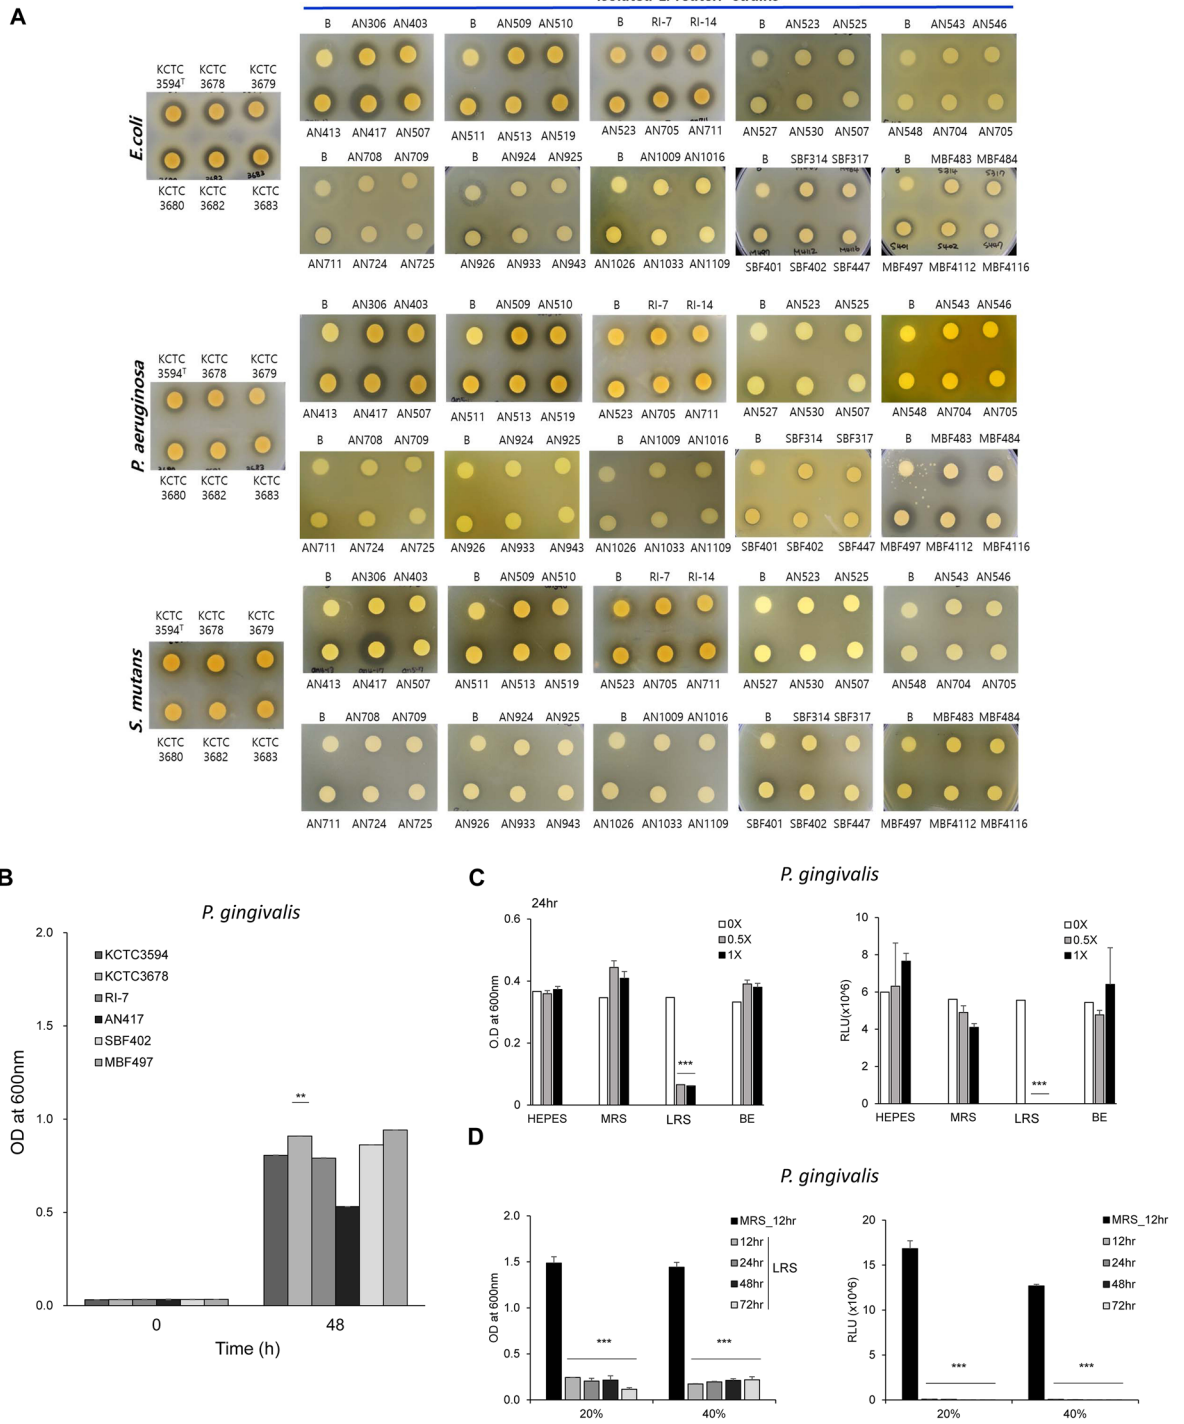 A
B AN306 AN403 B AN509 AN510 B RI-7 RI-14 B AN523 AN525 B AN543 AN546
KCTC 3594T KCTC 3678 KCTC 3679
E.coli
KCTC 3680 KCTC 3682 KCTC 3683
AN413 AN417 AN507 AN511 AN513 AN519 AN523 AN705 AN711 AN527 AN530 AN507 AN548 AN704 AN705
B AN708 AN709 B AN924 AN925 B AN1009 AN1016 B SBF314 SBF317 B MBF483 MBF484
AN711 AN724 AN725 AN926 AN933 AN943 AN1026 AN1033 AN1109 SBF401 SBF402 SBF447 MBF497 MBF4112 MBF4116
B AN306 AN403 B AN509 AN510 B RI-7 RI-14 B AN523 AN525 B AN543 AN546
KCTC 3594T KCTC 3678 KCTC 3679
P. aeruginosa
KCTC 3680 KCTC 3682 KCTC 3683
AN413 AN417 AN507 AN511 AN513 AN519 AN523 AN705 AN711 AN527 AN530 AN507 AN548 AN704 AN705
B AN708 AN709 B AN924 AN925 B AN1009 AN1016 B SBF314 SBF317 B MBF483 MBF484
AN711 AN724 AN725 AN926 AN933 AN943 AN1026 AN1033 AN1109 SBF401 SBF402 SBF447 MBF497 MBF4112 MBF4116
B AN306 AN403 B AN509 AN510 B RI-7 RI-14 B AN523 AN525 B AN543 AN546
KCTC 3594T KCTC 3678 KCTC 3679
S. mutans
KCTC 3680 KCTC 3682 KCTC 3683
AN413 AN417 AN507 AN511 AN513 AN519 AN523 AN705 AN711 AN527 AN530 AN507 AN548 AN704 AN705
B AN708 AN709 B AN924 AN925 B AN1009 AN1016 B SBF314 SBF317 B MBF483 MBF484
AN711 AN724 AN725 AN926 AN933 AN943 AN1026 AN1033 AN1109 SBF401 SBF402 SBF447 MBF497 MBF4112 MBF4116
B
P. gingivalis
2.0
1.5
1.0
0.5
0.0
OD at 600nm
KCTC3594
KCTC3678
RI-7
AN417
SBF402
MBF497
**
0 48
Time (h)
C
P. gingivalis
24hr
0.6
0.4
0.2
0
O.D at 600nm
0X
0.5X
1X
***
HEPES MRS LRS BE
10
8
6
4
2
0
RLU(x10^6)
0X
0.5X
1X
***
HEPES MRS LRS BE
D
P. gingivalis
2.0
1.5
1.0
0.5
0.0
OD at 600nm
MRS_12hr
12hr
24hr
48hr
72hr
LRS
*** ***
20% 40%
20
15
10
5
0
RLU (x10^6)
MRS_12hr
12hr
24hr
48hr
72hr
*** ***
20% 40%